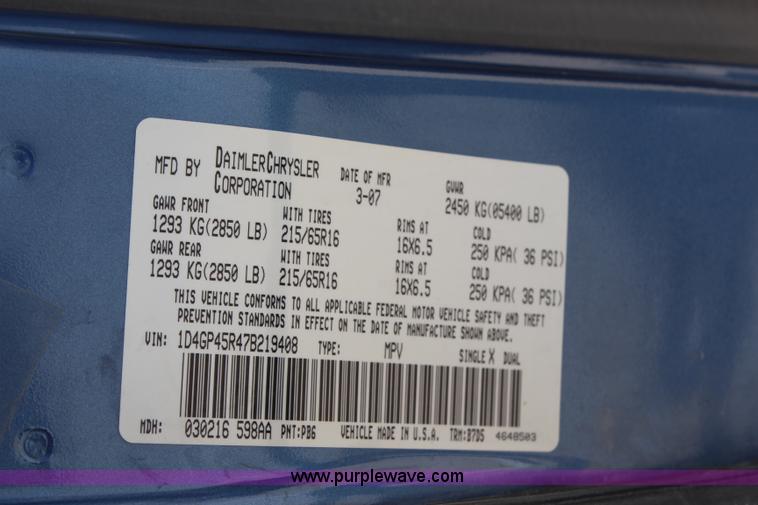 MFD BY DAIMLERCHRYSLER CORPORATION DATE OF MFR 3-07 GVWR 2450 KG(05400 LB)
GAWR FRONT WITH TIRES RIMS AT COLD
1293 KG(2850 LB) 215/65R16 16X6.5 250 KPA( 36 PSI)
GAWR REAR WITH TIRES RIMS AT COLD
1293 KG(2850 LB) 215/65R16 16X6.5 250 KPA( 36 PSI)
THIS VEHICLE CONFORMS TO ALL APPLICABLE FEDERAL MOTOR VEHICLE SAFETY AND THEFT
PREVENTION STANDARDS IN EFFECT ON THE DATE OF MANUFACTURE SHOWN ABOVE.
VIN: 1D4GP45R47B219408 TYPE: MPV SINGLE X DUAL
MDH: 030216 598AA PNT:PB6 VEHICLE MADE IN U.S.A. TRM:B7D5 4648503
www.purplewave.com